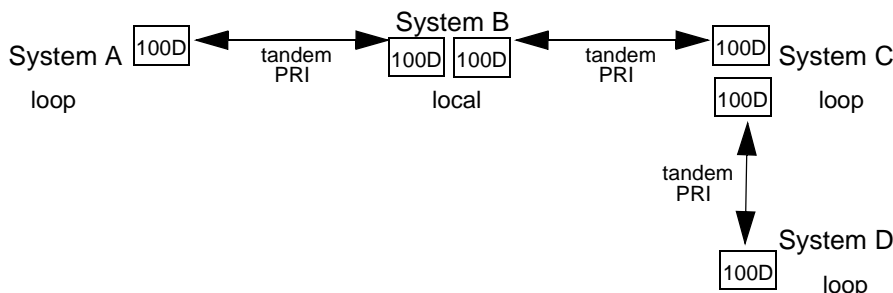 System B
System A
100D
tandem
PRI
100D
100D
tandem
PRI
100D
System C
loop
local
100D
loop
tandem
PRI
System D
100D
loop